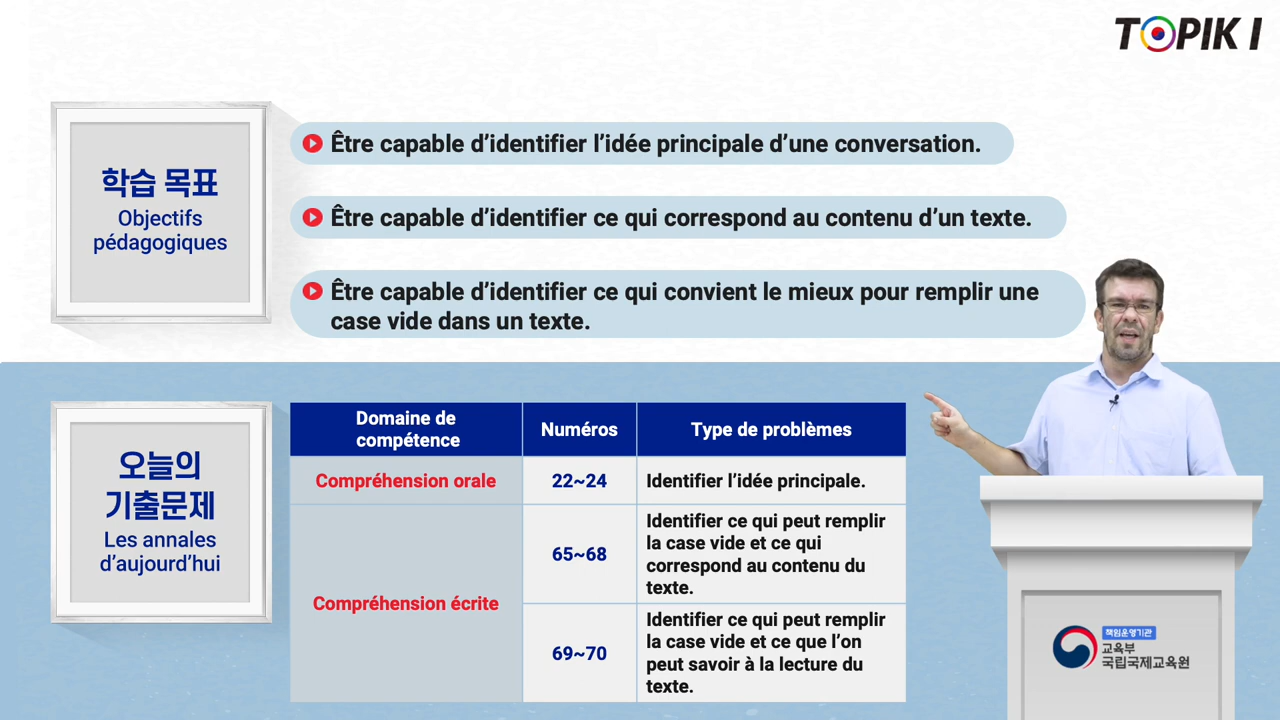 TOPIK I
학습 목표
Objectifs
pédagogiques
Être capable d’identifier l’idée principale d’une conversation.
Être capable d’identifier ce qui correspond au contenu d’un texte.
Être capable d’identifier ce qui convient le mieux pour remplir une
case vide dans un texte.
오늘의
기출문제
Les annales
d’aujourd’hui
Domaine de
compétence
Numéros
Type de problèmes
Compréhension orale
22~24
Identifier l’idée principale.
Compréhension écrite
65~68
Identifier ce qui peut remplir
la case vide et ce qui
correspond au contenu du
texte.
69~70
Identifier ce qui peut remplir
la case vide et ce que l’on
peut savoir à la lecture du
texte.
책임운영기관
교육부
국립국제교육원